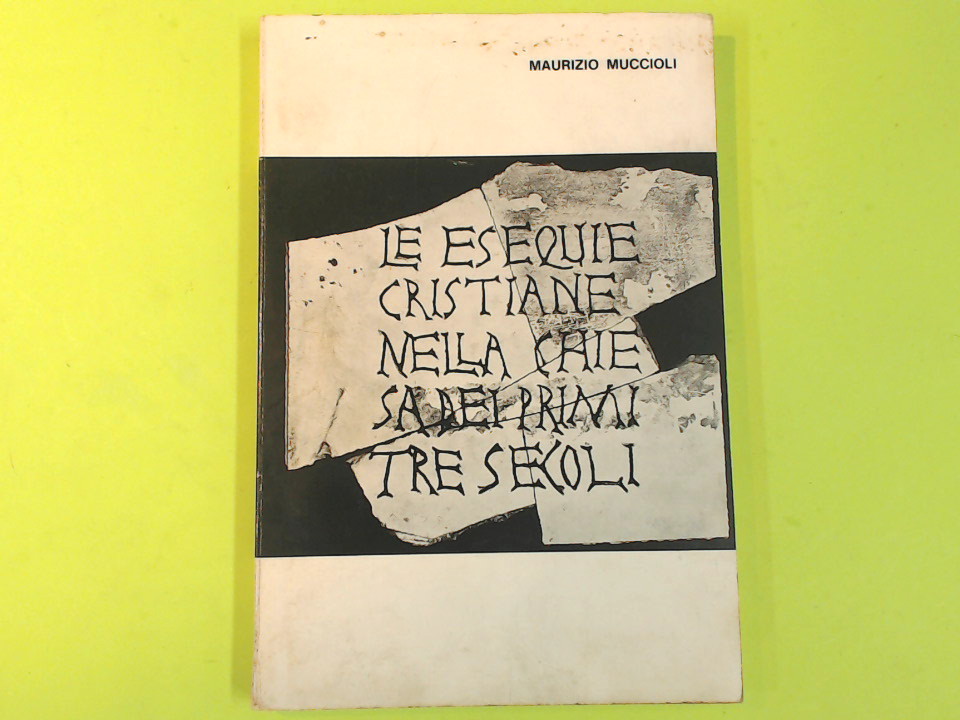 MAURIZIO MUCCIOLI
LE ESEQUIE
CRISTIANE
NELLA CHIE
SA DEI PRIMI
TRE SECOLI